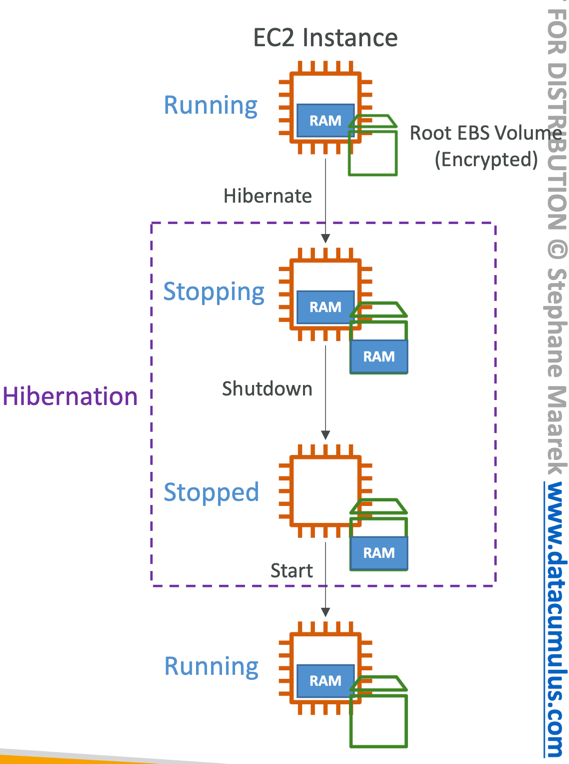 EC2 Instance
Running
RAM
Root EBS Volume
(Encrypted)
Hibernate
Stopping
RAM
RAM
Hibernation
Shutdown
Stopped
RAM
Start
Running
RAM
FOR DISTRIBUTION © Stephane Maarek www.datacumulus.com